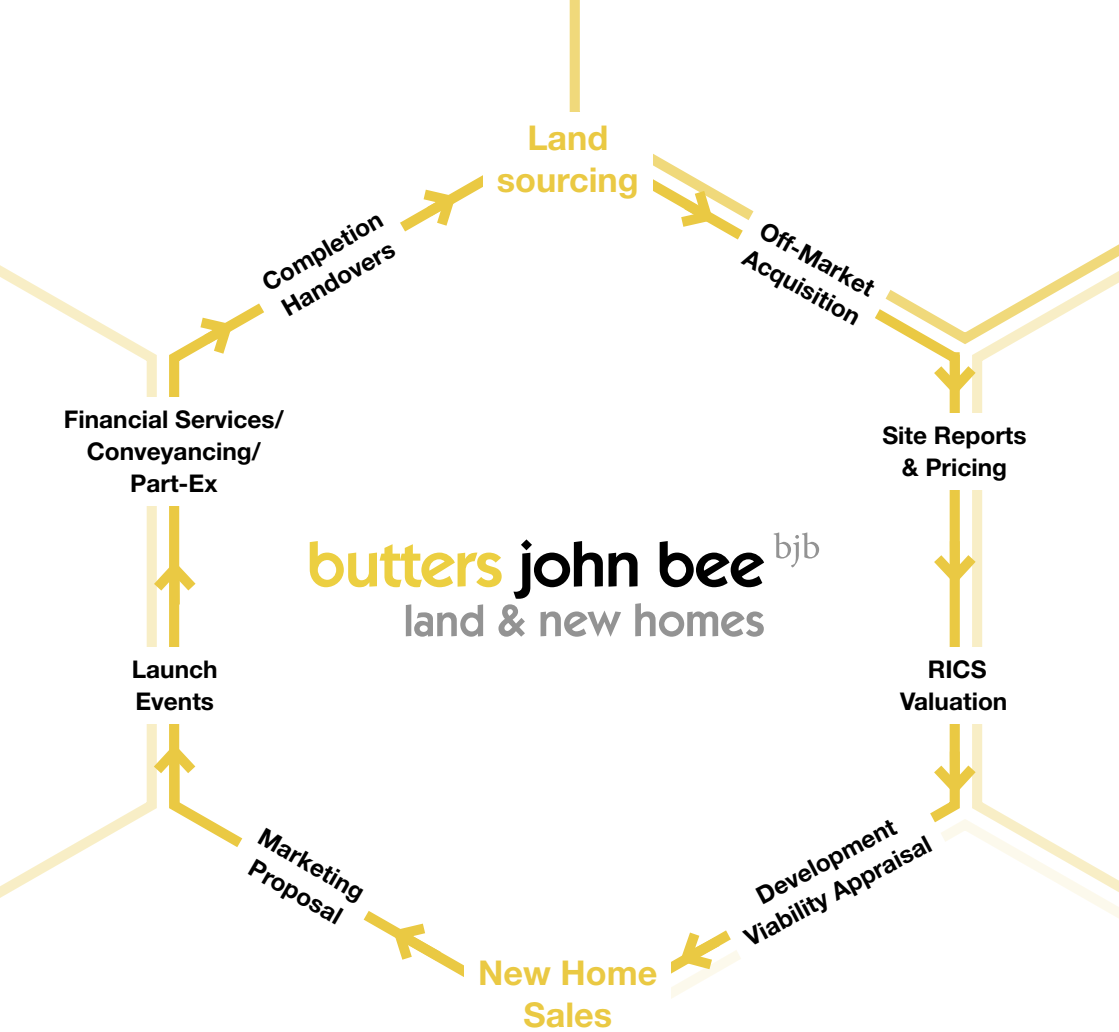 Land
sourcing
Off-Market
Acquisition
Site Reports
& Pricing
RICS
Valuation
Development
Viability Appraisal
New Home
Sales
Marketing
Proposal
Launch
Events
Financial Services/
Conveyancing/
Part-Ex
Completion
Handovers
butters john bee bjb
land & new homes